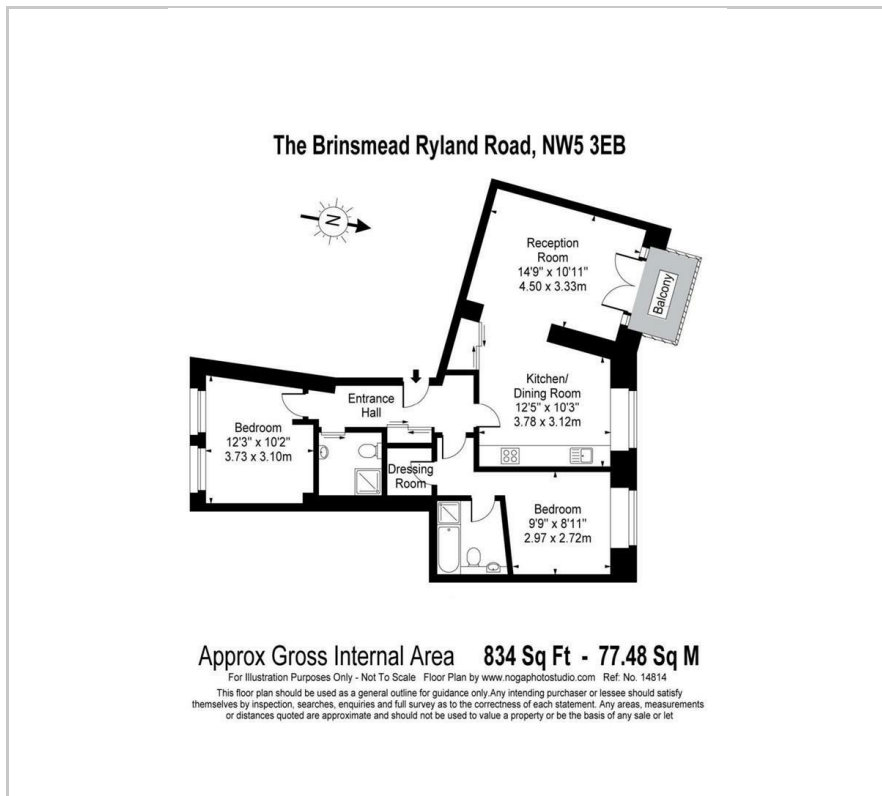 The Brinsmead Ryland Road, NW5 3EB
N
Reception
Room
14'9" x 10'11"
4.50 x 3.33m
Balcony
Kitchen/
Dining Room
12'5" x 10'3"
3.78 x 3.12m
Entrance
Hall
Bedroom
12'3" x 10'2"
3.73 x 3.10m
Dressing
Room
Bedroom
9'9" x 8'11"
2.97 x 2.72m
Approx Gross Internal Area 834 Sq Ft - 77.48 Sq M
For Illustration Purposes Only - Not To Scale Floor Plan by www.nogaphotostudio.com Ref: No. 14814
This floor plan should be used as a general outline for guidance only.Any intending purchaser or lessee should satisfy
themselves by inspection, searches, enquiries and full survey as to the correctness of each statement. Any areas, measurements
or distances quoted are approximate and should not be used to value a property or be the basis of any sale or let